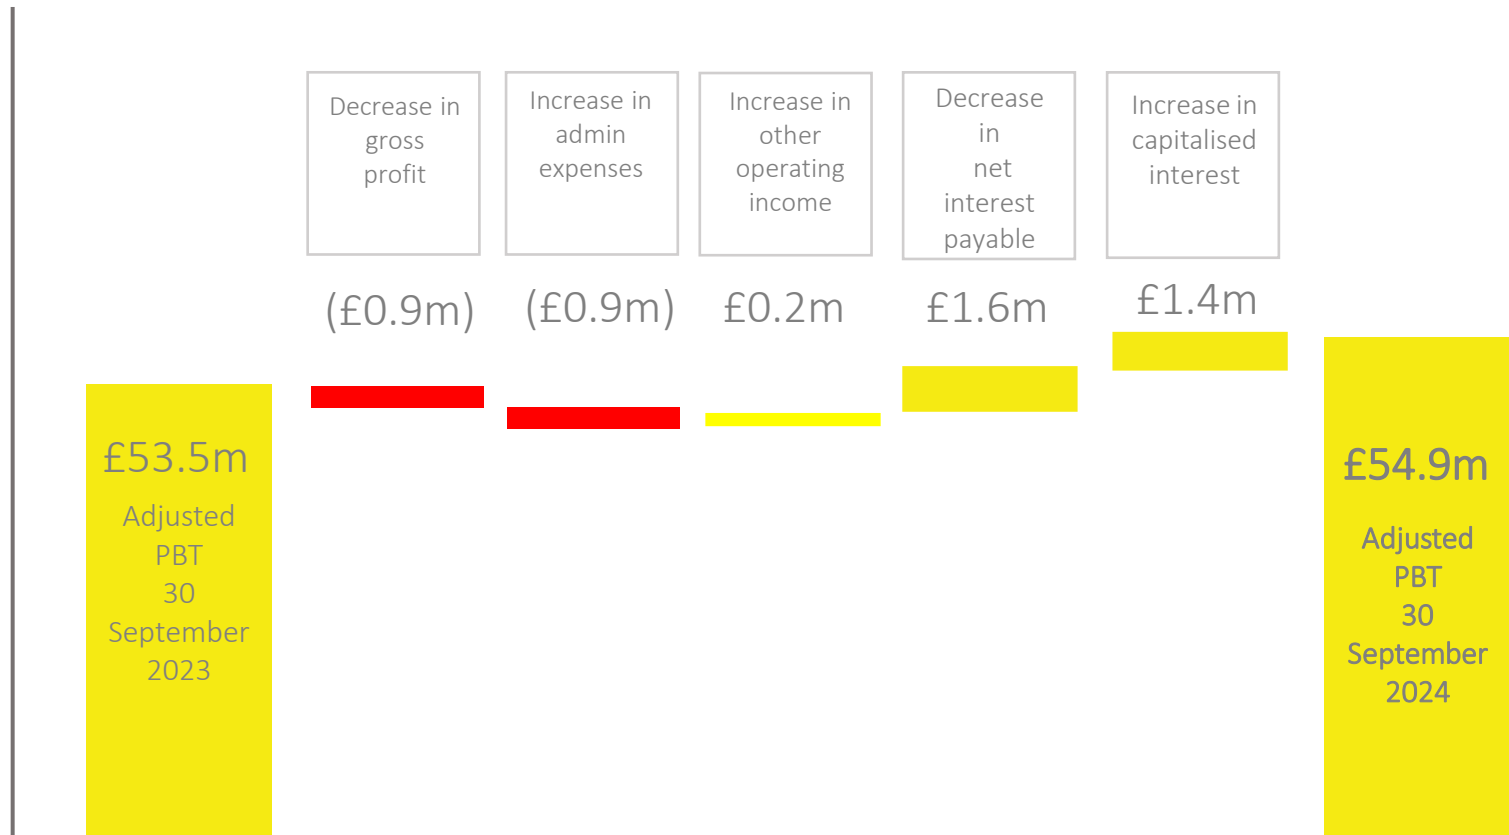 Decrease in
gross
profit
Increase in
admin
expenses
Increase in
other
operating
income
Decrease
in
net
interest
payable
Increase in
capitalised
interest
(£0.9m)
(£0.9m)
£0.2m
£1.6m
£1.4m
£53.5m
Adjusted
PBT
30
September
2023
£54.9m
Adjusted
PBT
30
September
2024